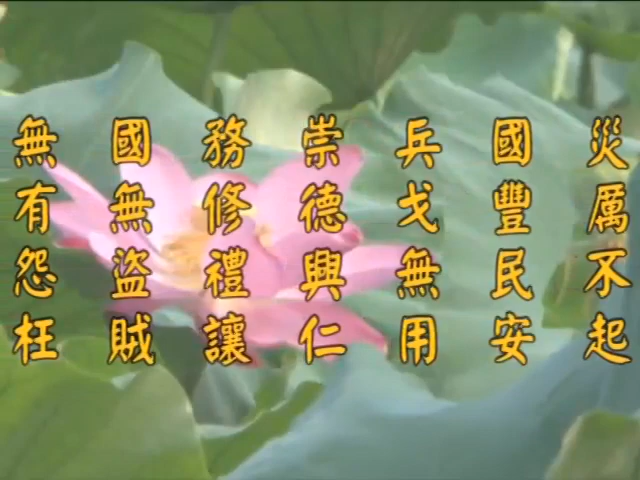 災厲不起
國豐民安
兵戈無用
崇德興仁
務修禮讓
國無盜賊
無有怨枉